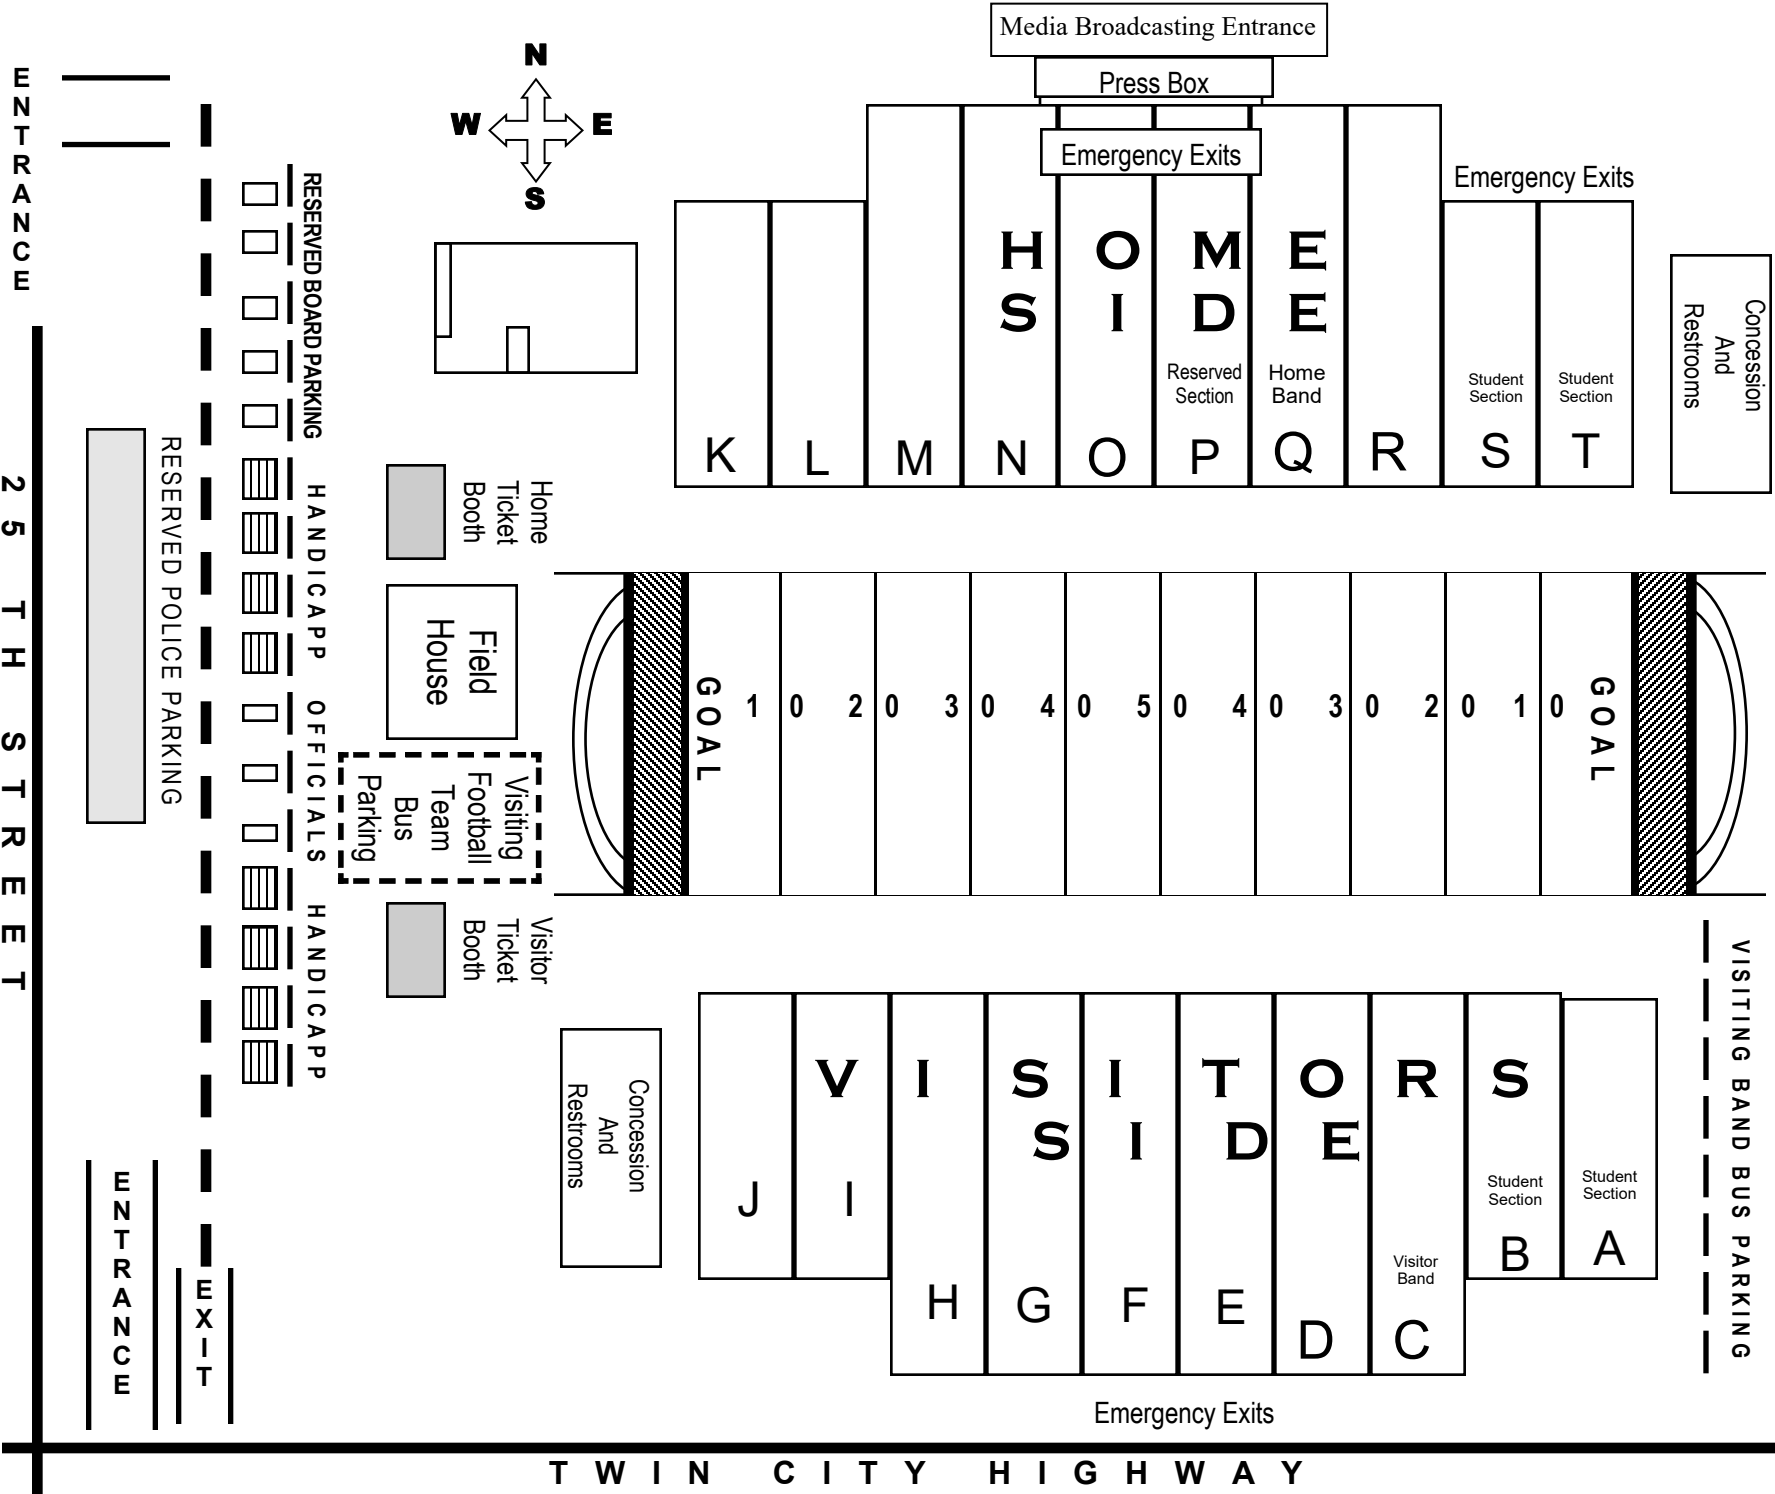 Media Broadcasting Entrance
Press Box
Emergency Exits
Emergency Exits
N
W E
S
ENTRANCE
RESERVED BOARD PARKING
HOME
SIDE
Reserved
Section
Home
Band
Student
Section
Student
Section
K L M N O P Q R S T
Concession
And
Restrooms
25TH STREET
RESERVED POLICE PARKING
HANDICAPP
OFFICIALS
HANDICAPP
Home
Ticket
Booth
Field
House
Visiting
Football
Team
Bus
Parking
Visitor
Ticket
Booth
GOAL
1 0 2 0 3 0 4 0 5 0 4 0 3 0 2 0 1 0
GOAL
Concession
And
Restrooms
VISITORS
SIDE
Student
Section
Student
Section
Visitor
Band
J I H G F E D C B A
VISITING BAND BUS PARKING
ENTRANCE
EXIT
Emergency Exits
TWIN CITY HIGHWAY